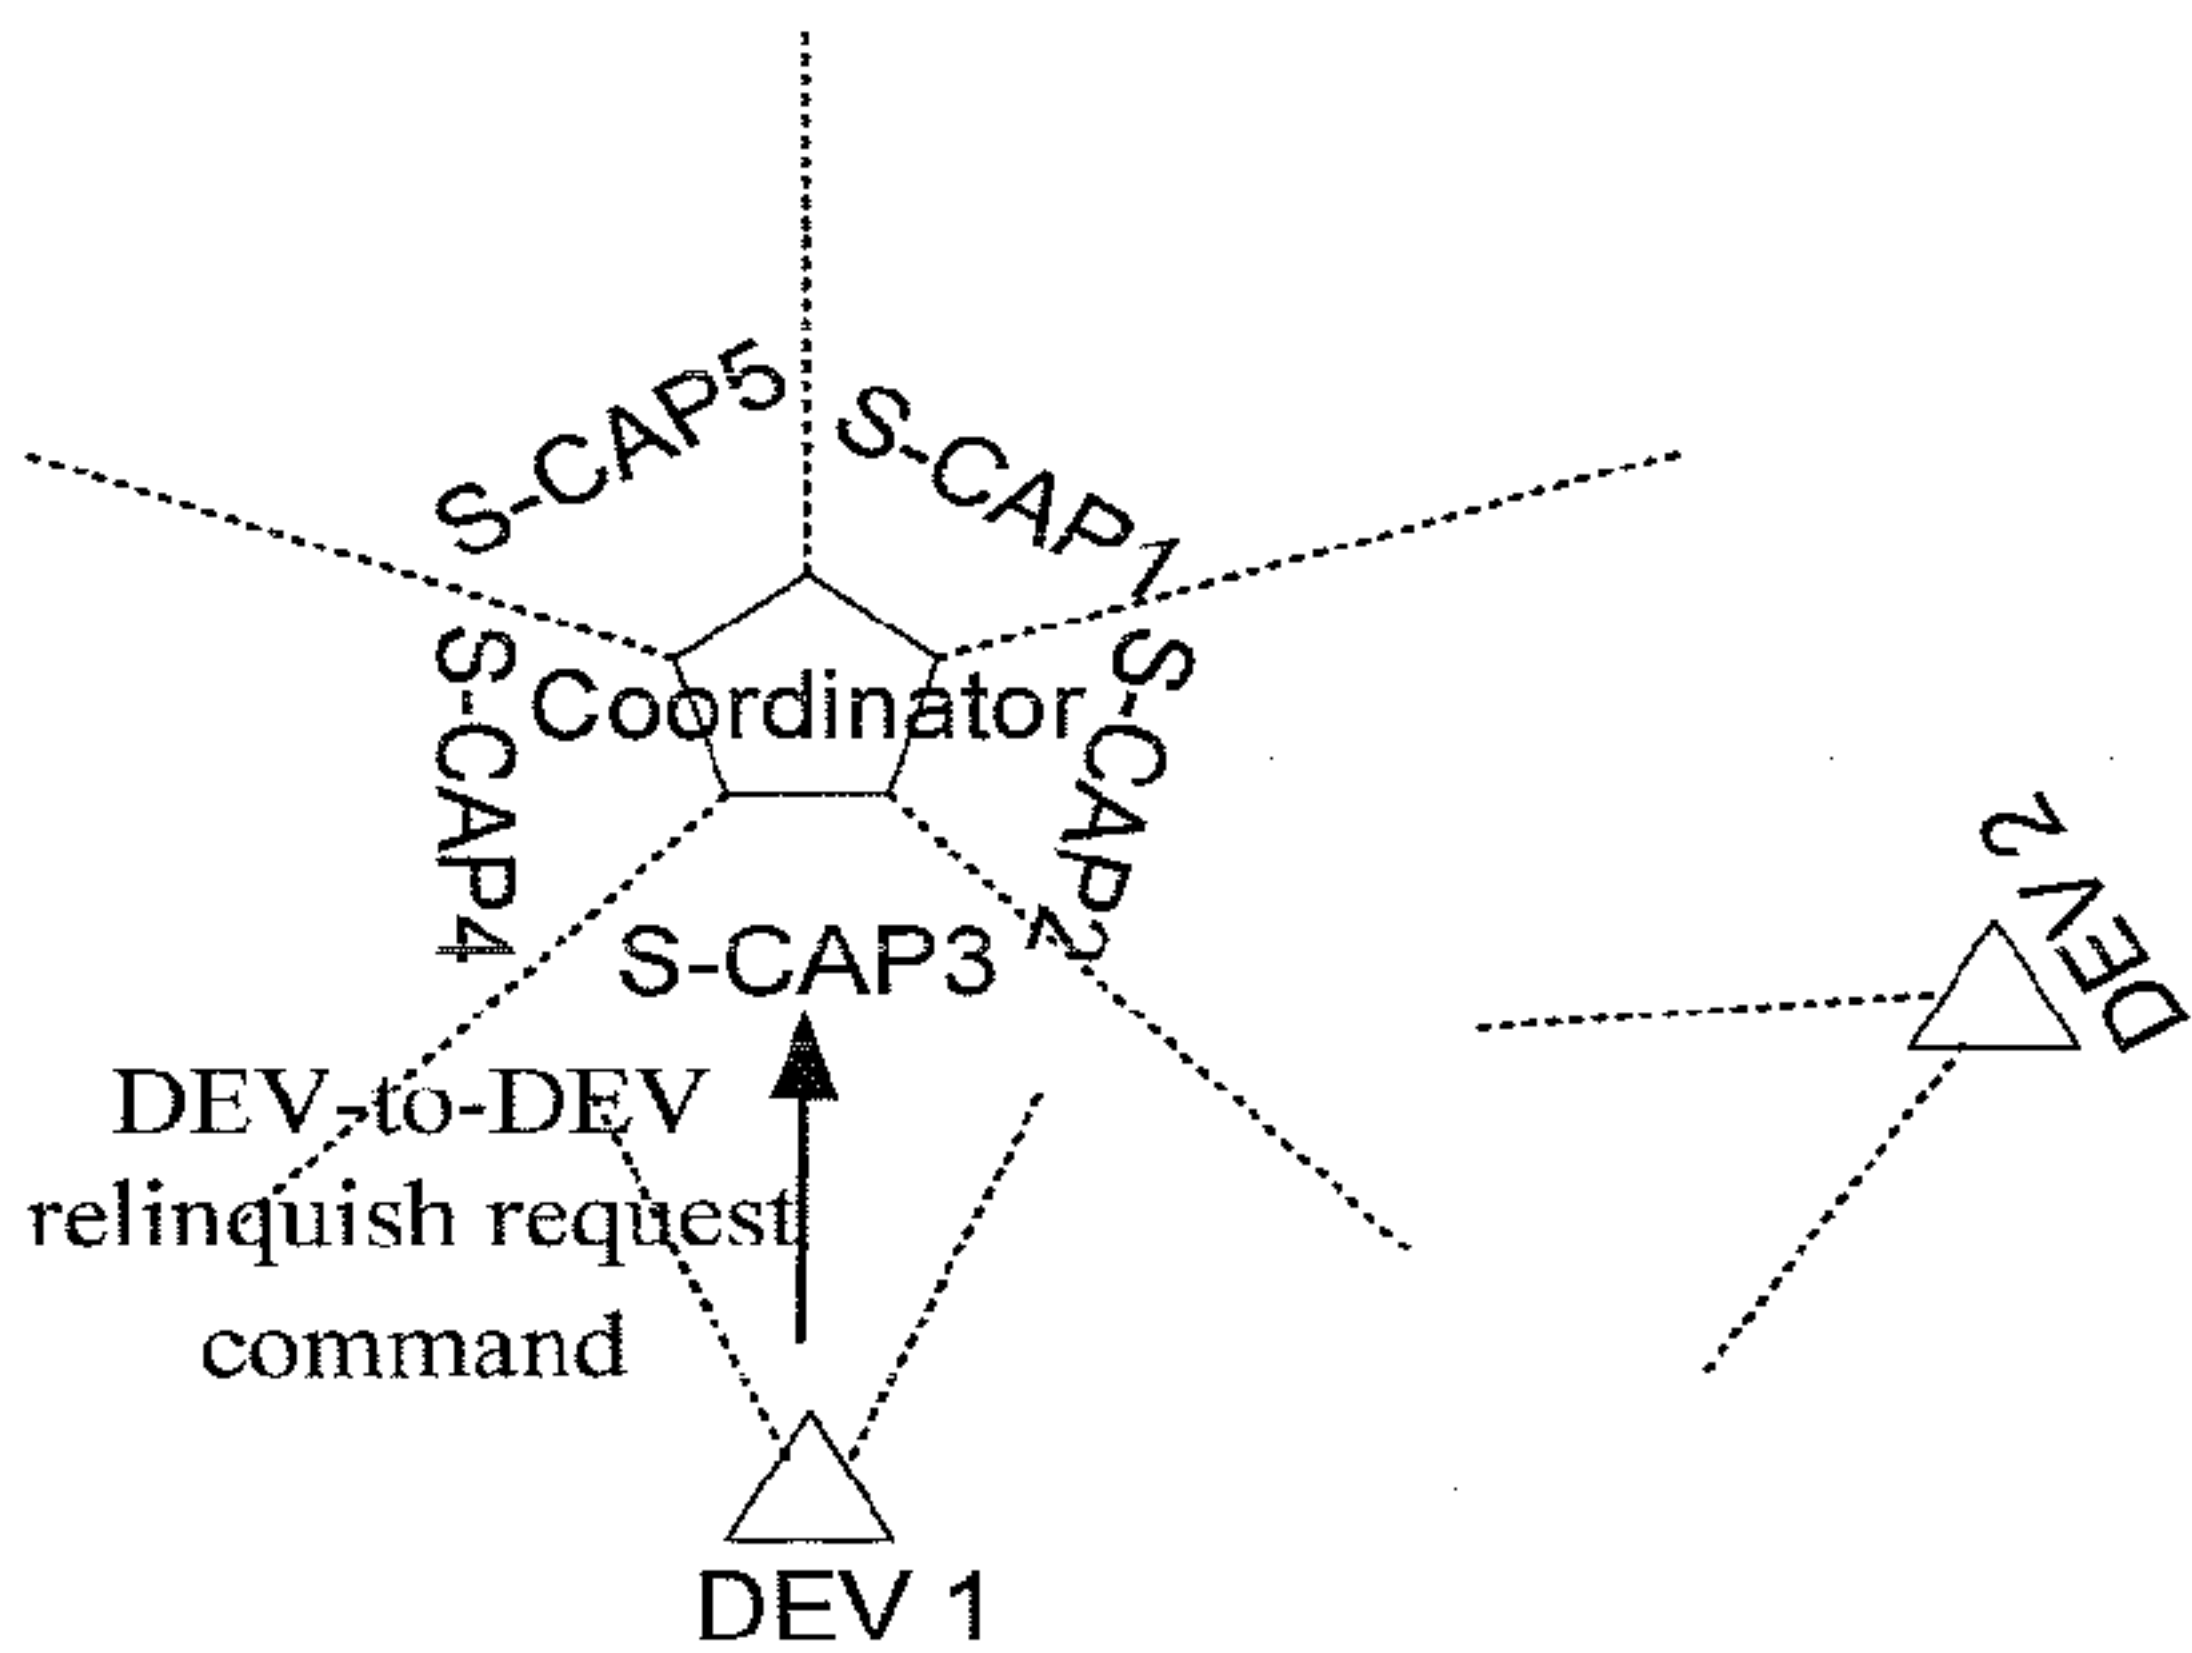 S-CAP5
S-CAP1
S-CAP4
Coordinator
S-CAP2
DEV 2
S-CAP3
DEV-to-DEV
relinquish request
command
DEV 1